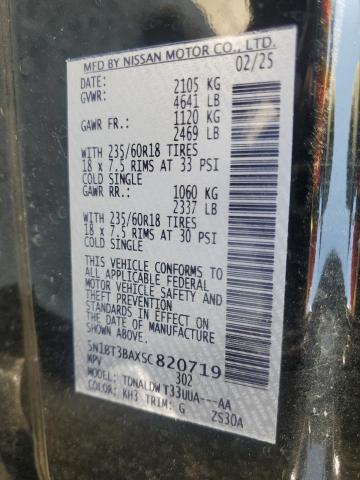 MFD BY NISSAN MOTOR CO., LTD.
DATE: 02/25
GVWR: 2105 KG
4641 LB
GAWR FR.: 1120 KG
2469 LB
WITH 235/60R18 TIRES
18 x 7.5 RIMS AT 33 PSI
COLD SINGLE
GAWR RR.: 1060 KG
2337 LB
WITH 235/60R18 TIRES
18 x 7.5 RIMS AT 30 PSI
COLD SINGLE
THIS VEHICLE CONFORMS TO
ALL APPLICABLE FEDERAL
MOTOR VEHICLE SAFETY AND
THEFT PREVENTION STANDARDS
IN EFFECT ON THE DATE OF
MANUFACTURE SHOWN ABOVE.
5N1BT3BAXSC820719
MPV 302
MODEL: TDNALDWT33UUA---AA
COLOR: KH3 TRIM: G 2S30A